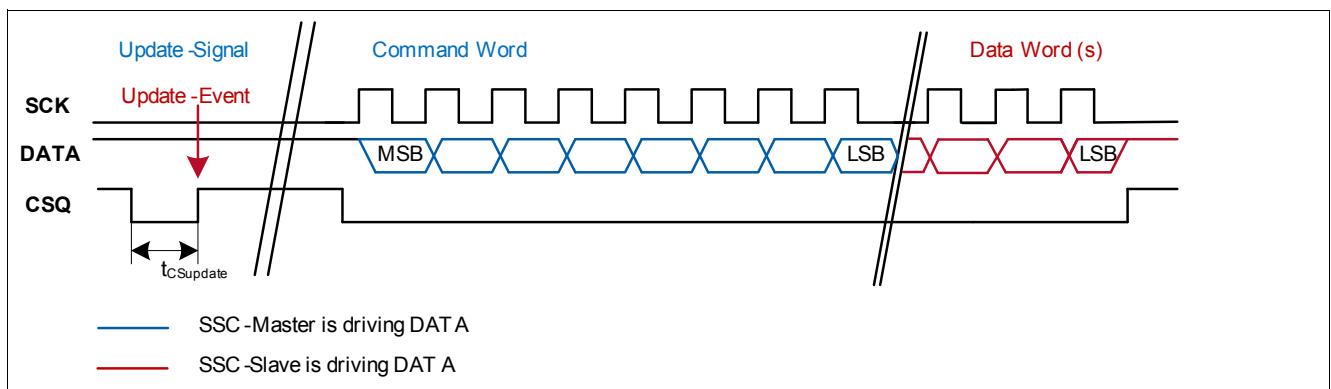 Update -Signal Command Word Data Word (s)
Update -Event
SCK
DATA MSB LSB LSB
CSQ
tCSupdate
SSC -Master is driving DAT A
SSC -Slave is driving DAT A